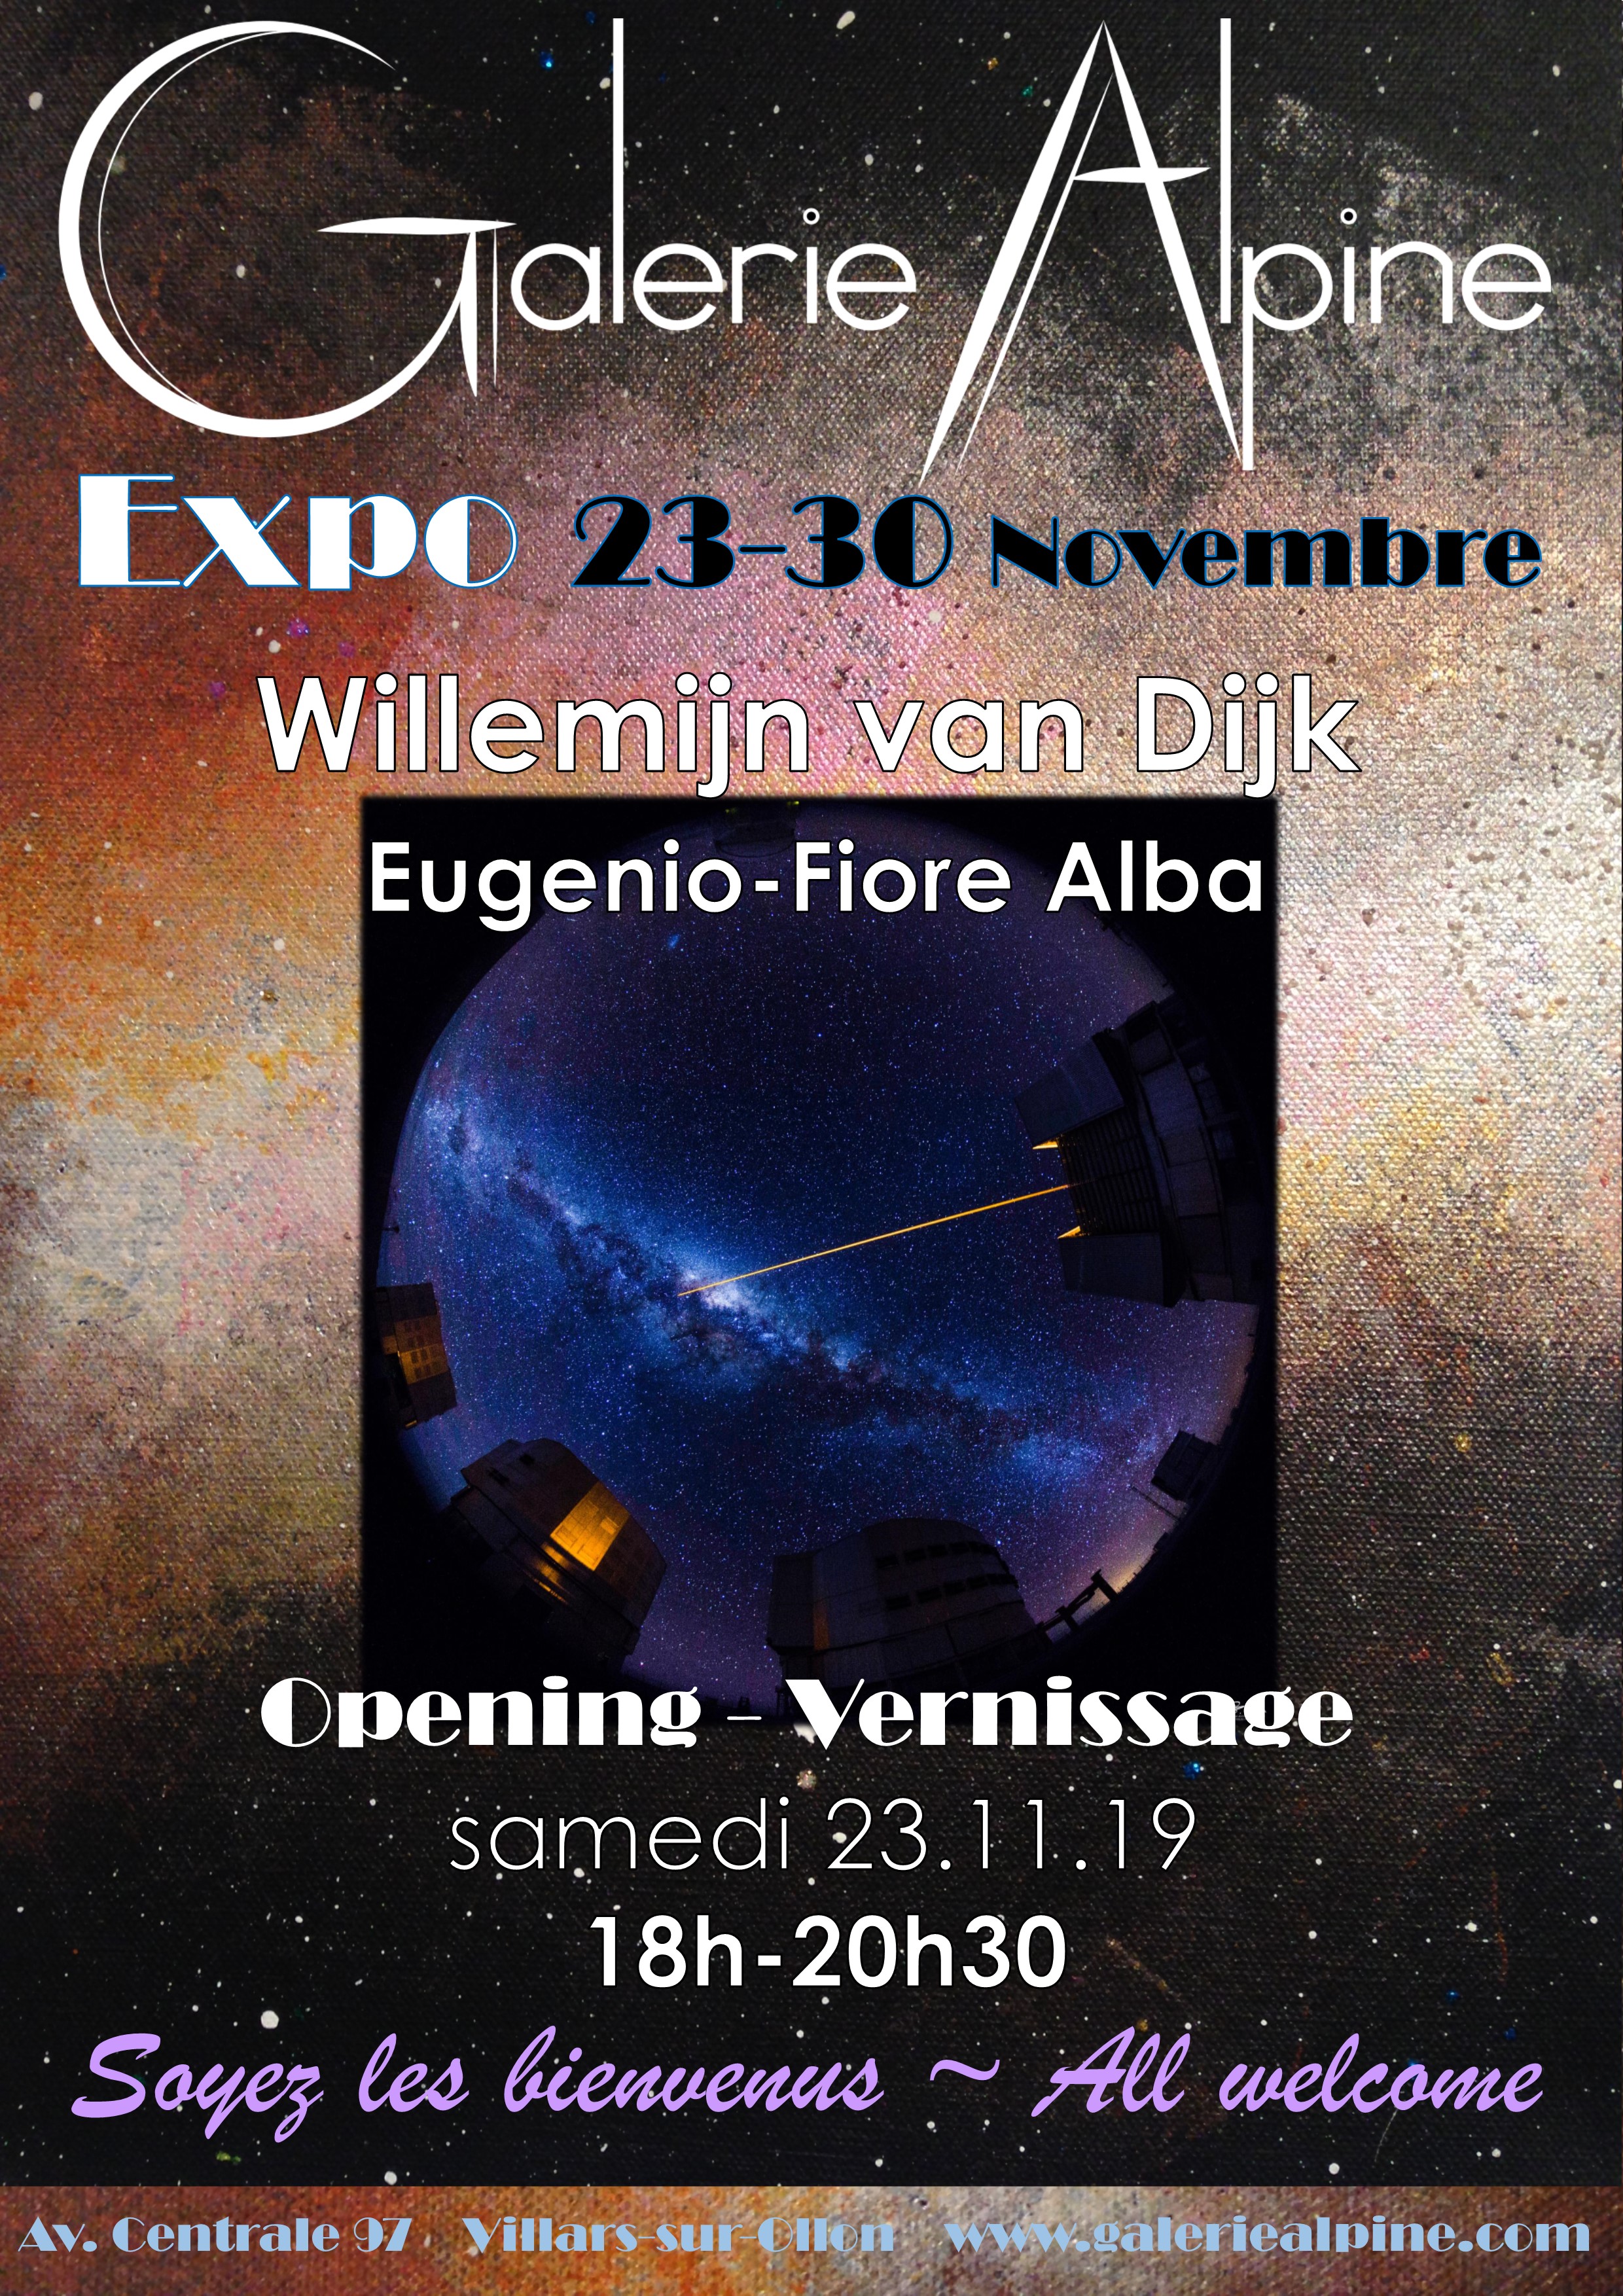 Galerie Alpine
Expo 23-30 Novembre
Willemijn van Dijk
Eugenio-Fiore Alba
Opening - Vernissage
samedi 23.11.19
18h-20h30
Soyez les bienvenus ~ All welcome
Av. Centrale 97 Villars-sur-Ollon www.galeriealpine.com